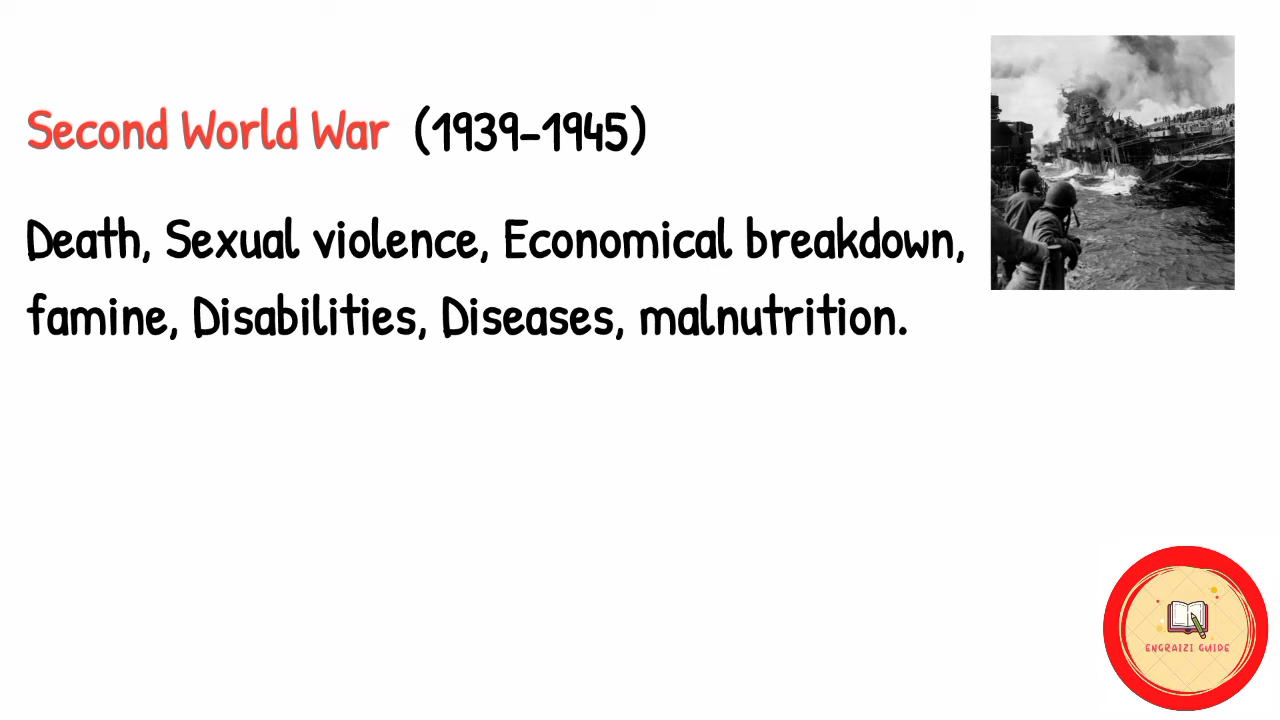 Second World War (1939-1945)
Death, Sexual violence, Economical breakdown,
famine, Disabilities, Diseases, malnutrition.
ENGRAIZI GUIDE